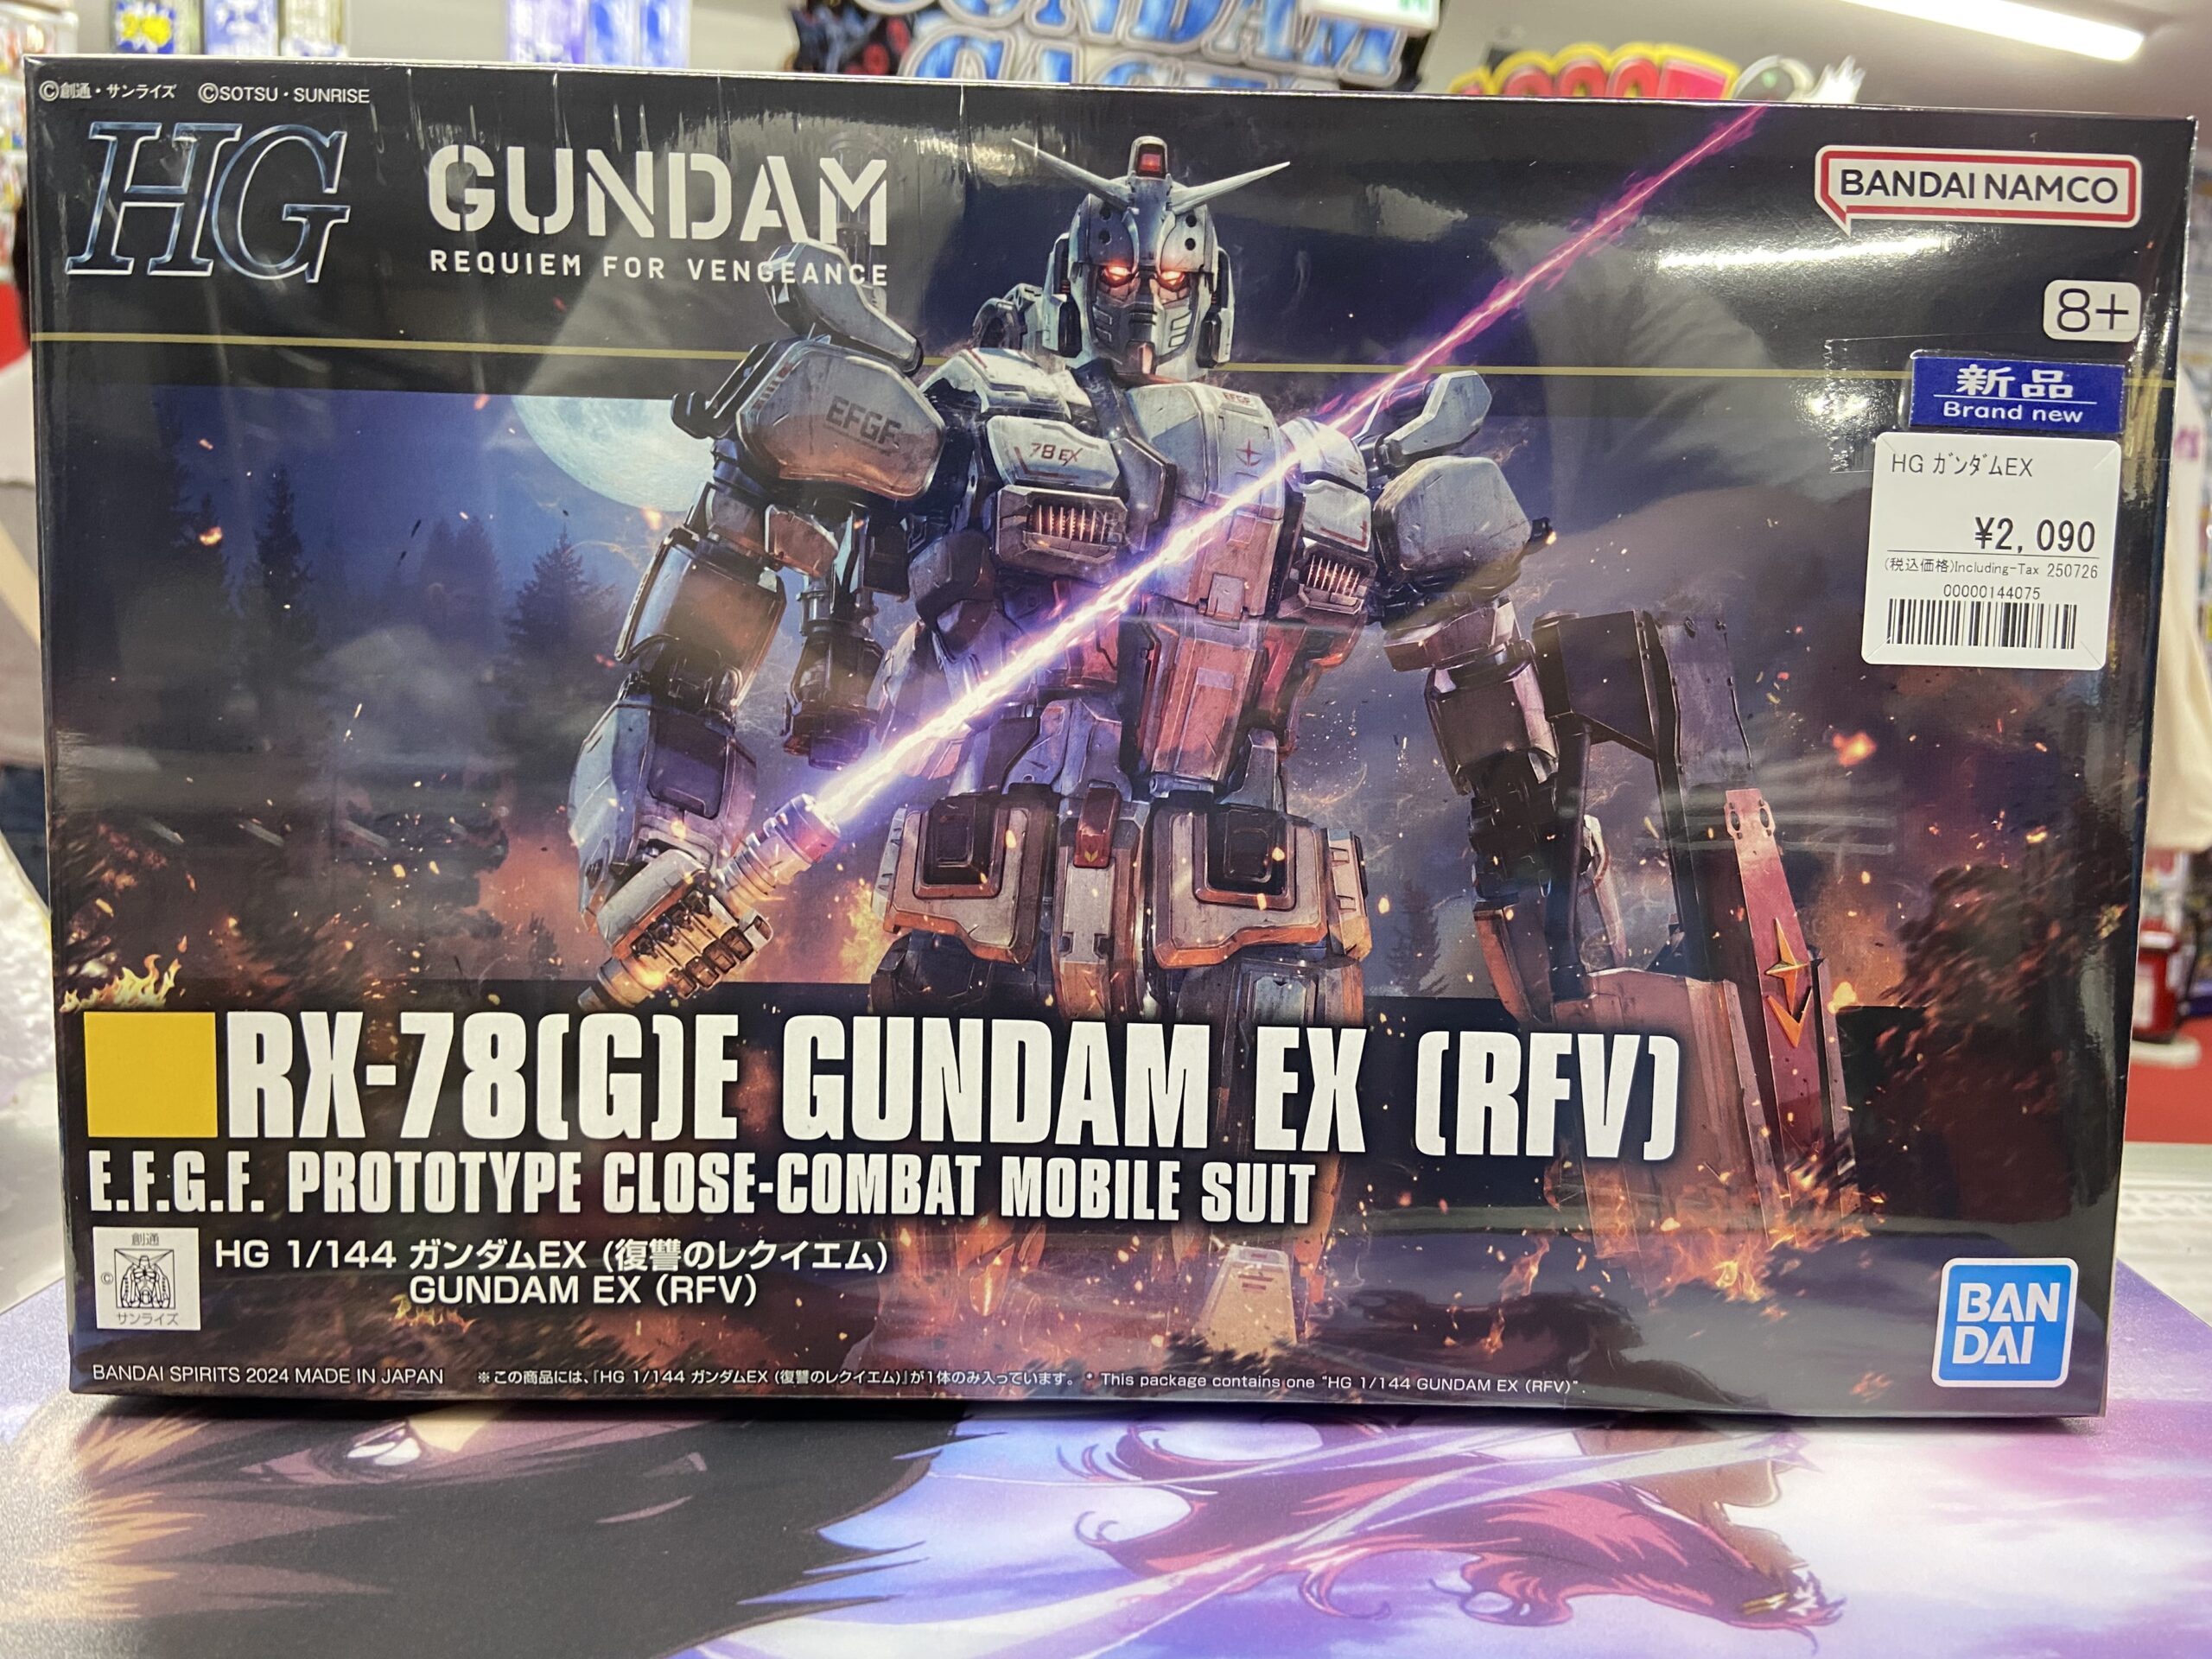 GUNDAM
©創通・サンライズ ©SOTSU・SUNRISE
HG
GUNDAM
REQUIEM FOR VENGEANCE
BANDAI NAMCO
8+
新品
Brand new
HG ガンダムEX
¥2,090
(税込価格)Including-Tax 250726
00000144075
EFGF
EFGF
78 EX
RX-78(G)E GUNDAM EX (RFV)
E.F.G.F. PROTOTYPE CLOSE-COMBAT MOBILE SUIT
創通
©
サンライズ
HG 1/144 ガンダムEX (復讐のレクイエム)
GUNDAM EX (RFV)
BAN
DAI
BANDAI SPIRITS 2024 MADE IN JAPAN ※この商品には、『HG 1/144 ガンダムEX (復讐のレクイエム)』が1体のみ入っています。 * This package contains one "HG 1/144 GUNDAM EX (RFV)".